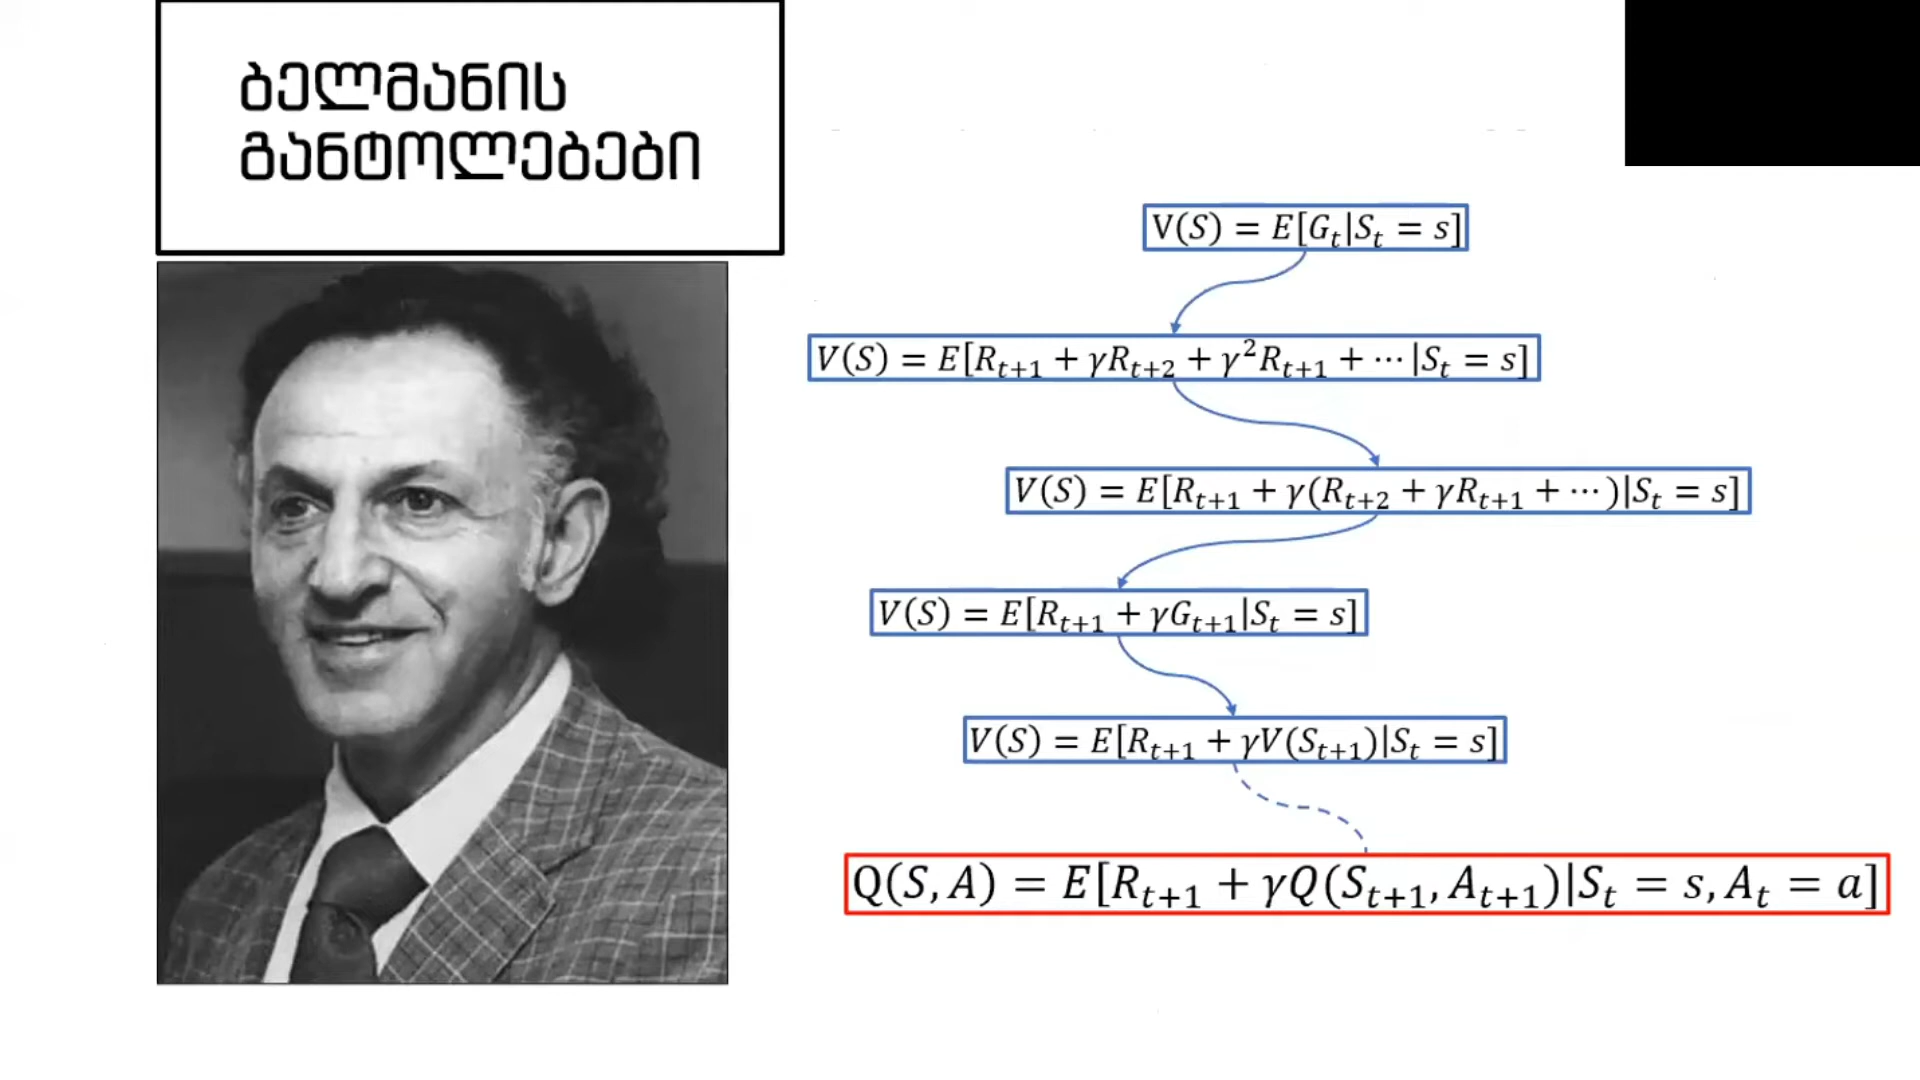 ბელმანის
განტოლებები
V(S) = E[G_t|S_t = s]
V(S) = E[R_{t+1} + γR_{t+2} + γ^2R_{t+1} + ⋯ |S_t = s]
V(S) = E[R_{t+1} + γ(R_{t+2} + γR_{t+1} + ⋯ )|S_t = s]
V(S) = E[R_{t+1} + γG_{t+1}|S_t = s]
V(S) = E[R_{t+1} + γV(S_{t+1})|S_t = s]
Q(S, A) = E[R_{t+1} + γQ(S_{t+1}, A_{t+1})|S_t = s, A_t = a]